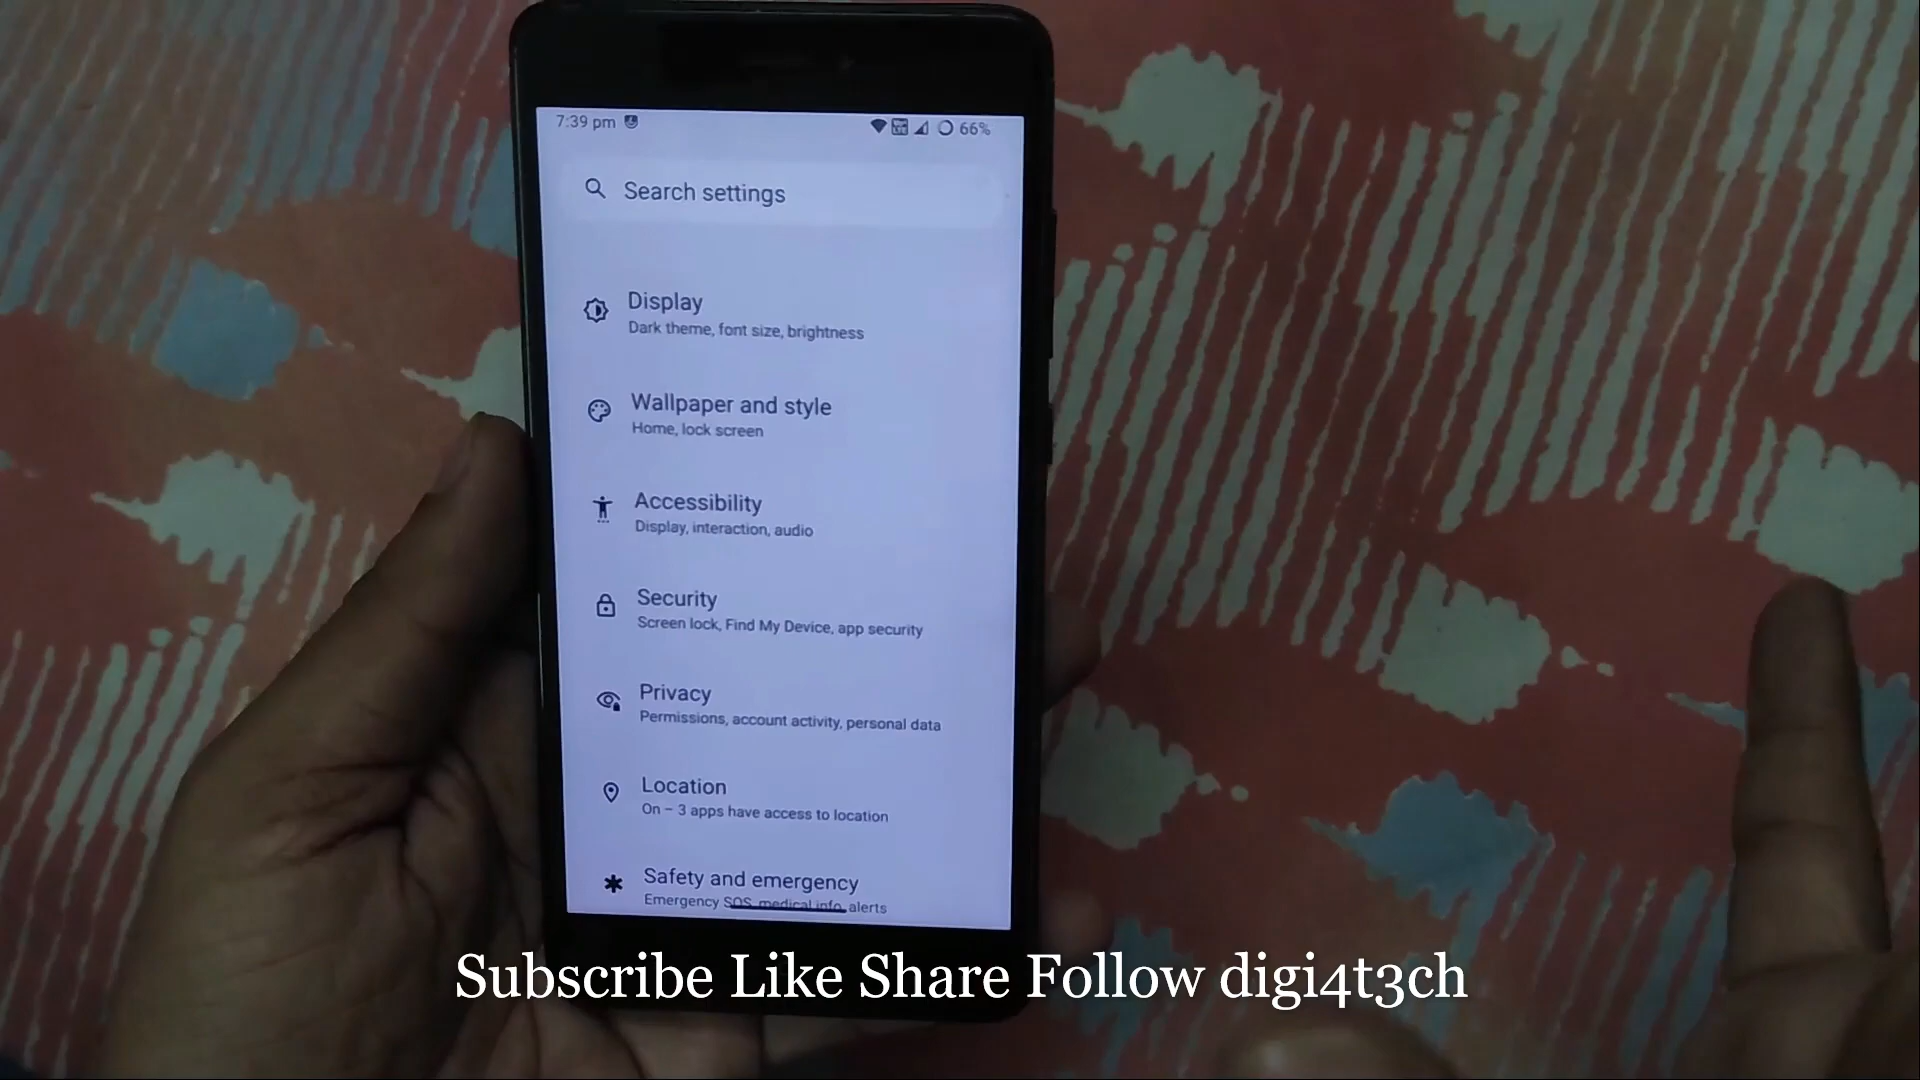 7:39 pm 66%
Search settings
Display
Dark theme, font size, brightness
Wallpaper and style
Home, lock screen
Accessibility
Display, interaction, audio
Security
Screen lock, Find My Device, app security
Privacy
Permissions, account activity, personal data
Location
On – 3 apps have access to location
Safety and emergency
Emergency SOS, medical info, alerts
Subscribe Like Share Follow digi4t3ch